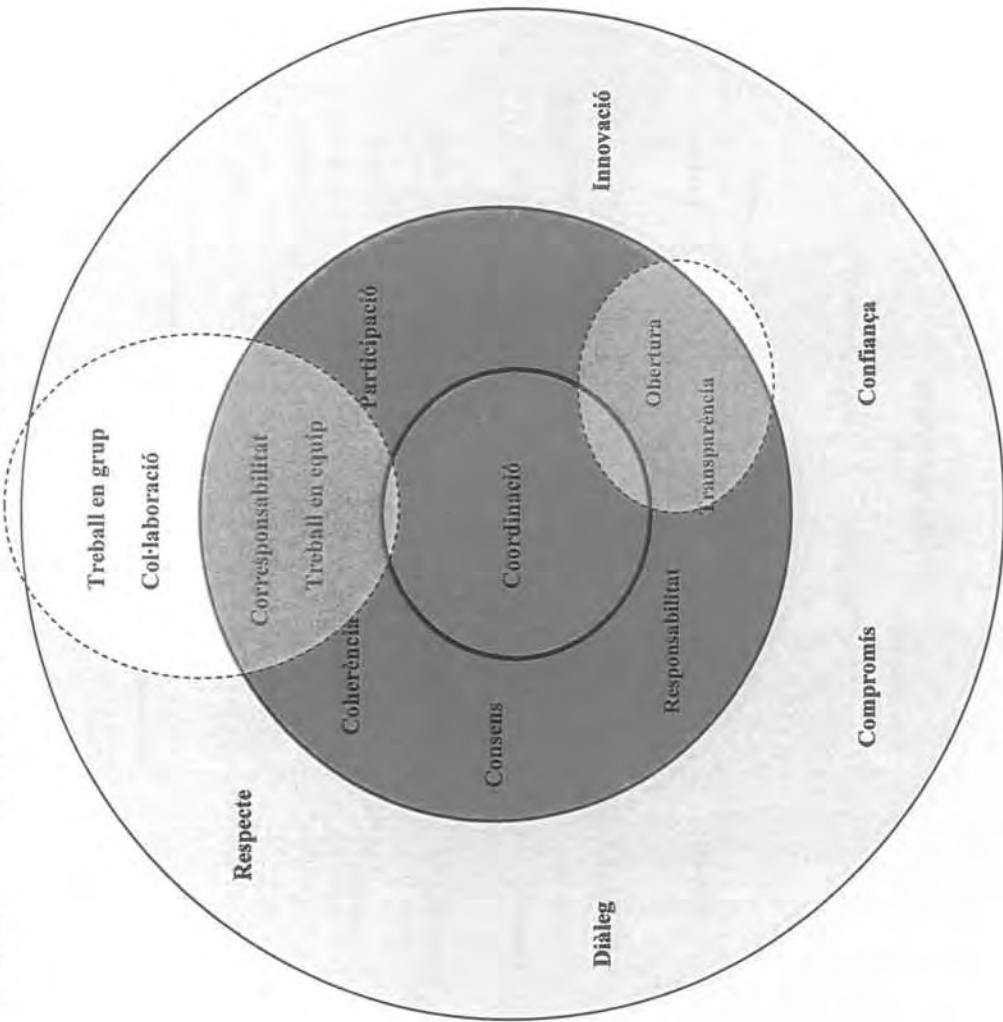 Treball en grup
Col·laboració
Respecte
Corresponsabilitat
Treball en equip
Coherència
Participació
Consens
Coordinació
Diàleg
Innovació
Obertura
Responsabilitat
Transparència
Compromís
Confiança